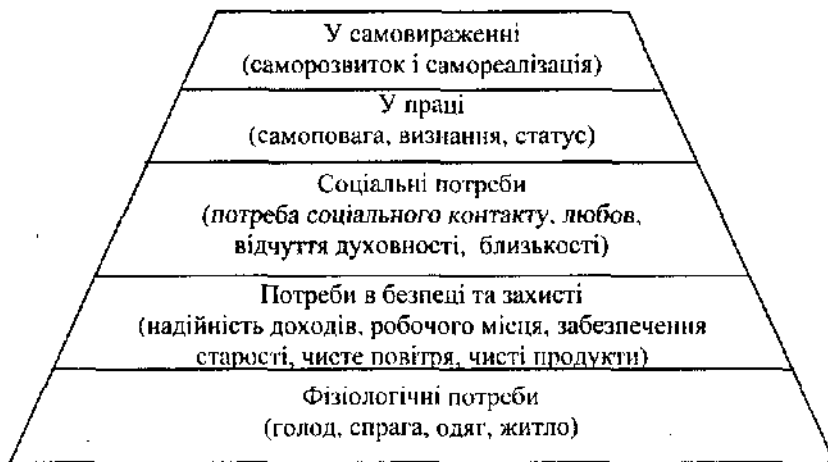 У самовираженні
(саморозвиток і самореалізація)
У праці
(самоповага, визнання, статус)
Соціальні потреби
(потреба соціального контакту, любов,
відчуття духовності, близькості)
Потреби в безпеці та захисті
(надійність доходів, робочого місця, забезпечення
старості, чисте повітря, чисті продукти)
Фізіологічні потреби
(голод, спрага, одяг, житло)